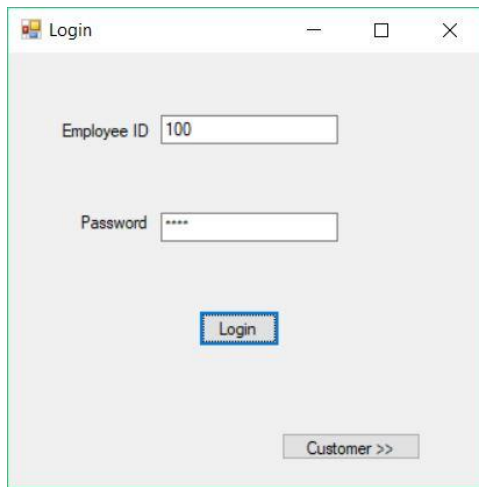 Login
Employee ID 100
Password ****
Login
Customer >>